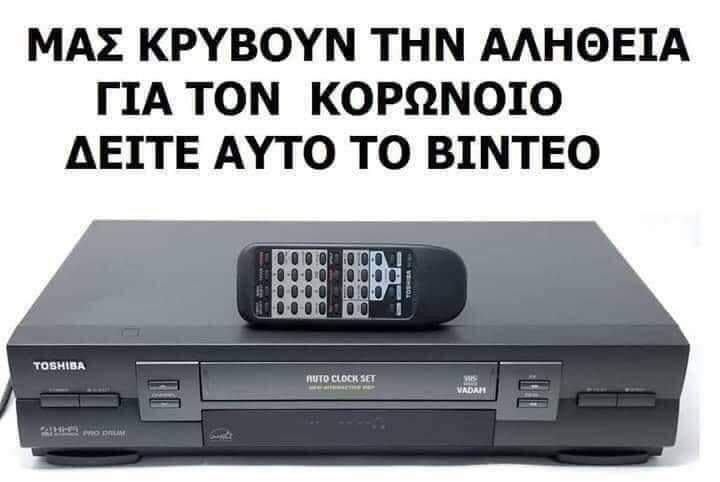 ΜΑΣ ΚΡΥΒΟΥΝ ΤΗΝ ΑΛΗΘΕΙΑ
ΓΙΑ ΤΟΝ ΚΟΡΩΝΟΙΟ
ΔΕΙΤΕ ΑΥΤΟ ΤΟ ΒΙΝΤΕΟ
TOSHIBA
TOSHIBA
AUTO CLOCK SET
VHS
VADAH
PRO DRUM